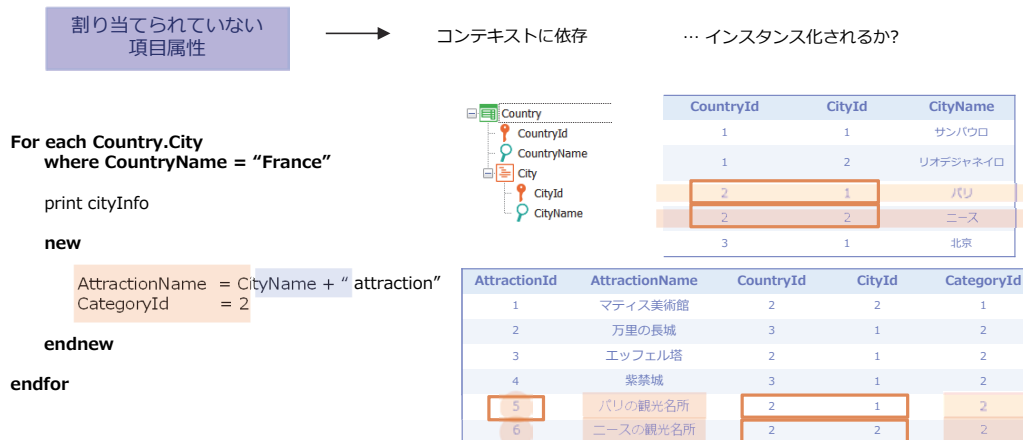 割り当てられていない
項目属性
コンテキストに依存
… インスタンス化されるか?
For each Country.City
where CountryName = “France”
print cityInfo
new
AttractionName = CityName + “ attraction”
CategoryId = 2
endnew
endfor
Country
CountryId
CountryName
City
CityId
CityName
CountryId CityId CityName
1 1 サンパウロ
1 2 リオデジャネイロ
2 1 パリ
2 2 ニース
3 1 北京
AttractionId AttractionName CountryId CityId CategoryId
1 マティス美術館 2 2 1
2 万里の長城 3 1 2
3 エッフェル塔 2 1 2
4 紫禁城 3 1 2
5 パリの観光名所 2 1 2
6 ニースの観光名所 2 2 2